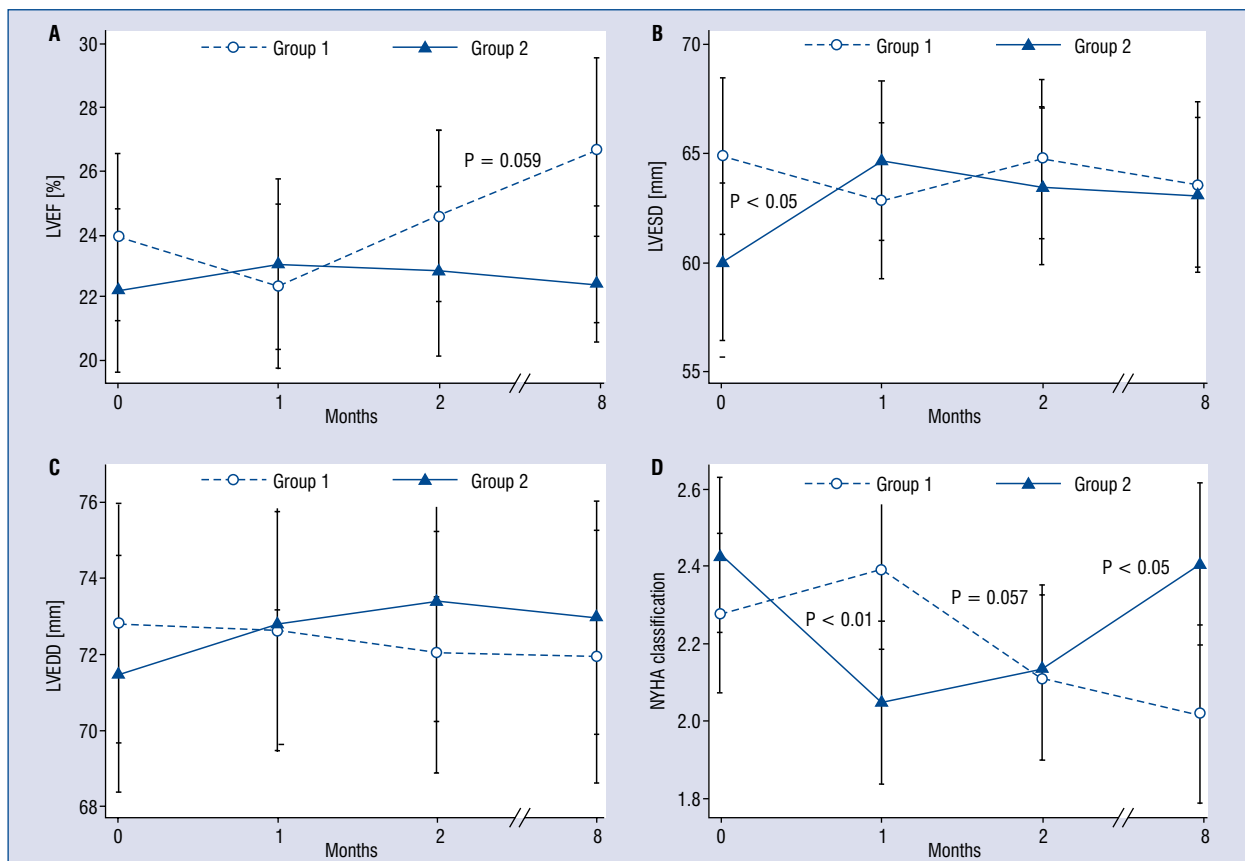 A
Group 1 Group 2
30
28
26
24
22
20
LVEF [%]
P = 0.059
0 1 2 8
Months
B
Group 1 Group 2
70
65
60
55
LVESD [mm]
P < 0.05
0 1 2 8
Months
C
Group 1 Group 2
76
74
72
70
68
LVEDD [mm]
0 1 2 8
Months
D
Group 1 Group 2
2.6
2.4
2.2
2.0
1.8
NYHA classification
P < 0.01
P = 0.057
P < 0.05
0 1 2 8
Months